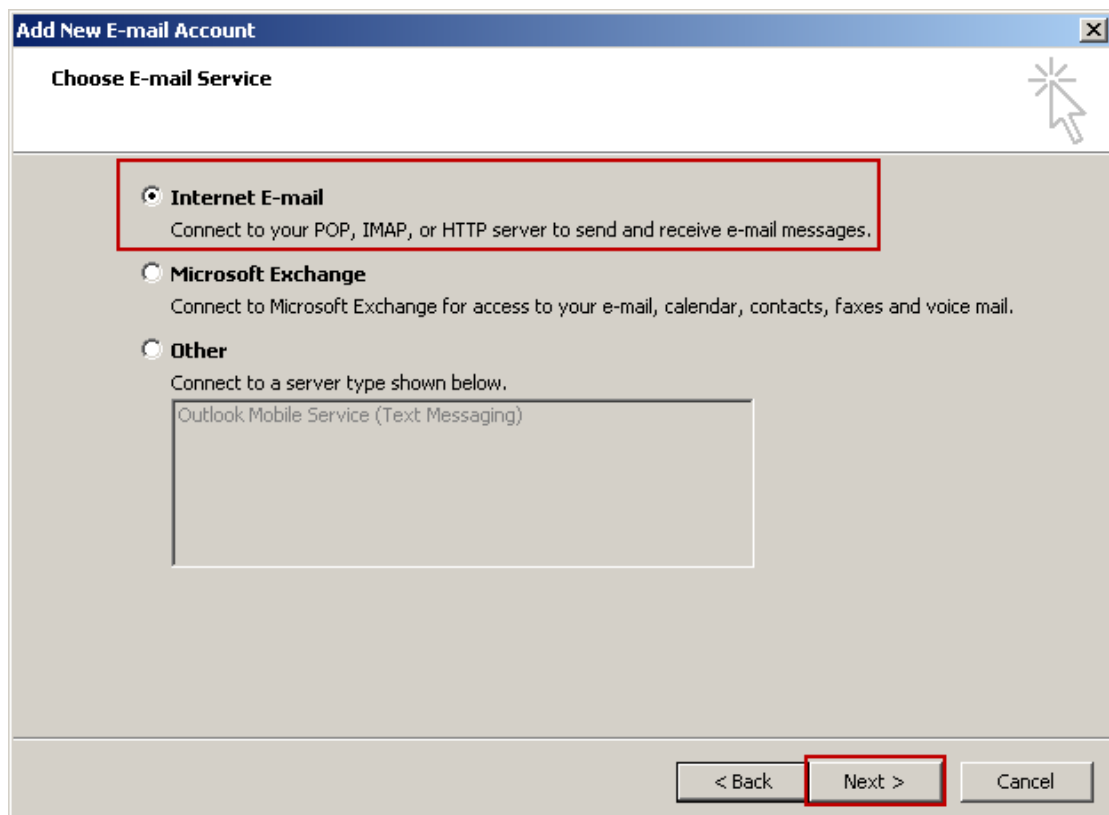 Add New E-mail Account
Choose E-mail Service
Internet E-mail
Connect to your POP, IMAP, or HTTP server to send and receive e-mail messages.
Microsoft Exchange
Connect to Microsoft Exchange for access to your e-mail, calendar, contacts, faxes and voice mail.
Other
Connect to a server type shown below.
Outlook Mobile Service (Text Messaging)
< Back Next > Cancel